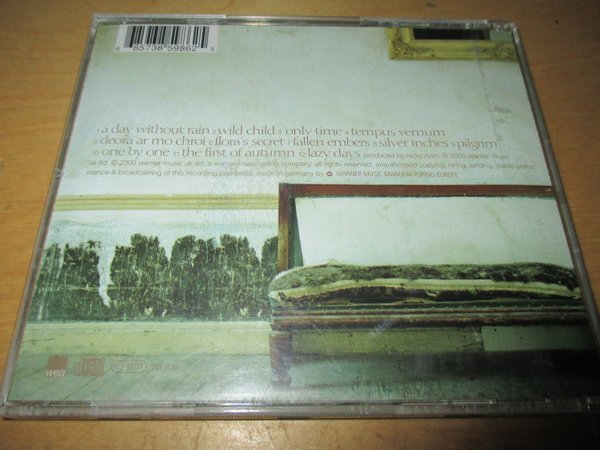 6 85738 59862 5
1 a day without rain 2 wild child 3 only time 4 tempus vernum
5 deora ar mo chroí 6 flora's secret 7 fallen embers 8 silver inches 9 pilgrim
10 one by one 11 the first of autumn 12 lazy days produced by nicky ryan. ℗ 2000 warner music
uk ltd. © 2000 warner music uk ltd. a warner music group company. all rights reserved. unauthorised copying, hiring, lending, public perfor-
mance & broadcasting of this recording prohibited. made in germany by WARNER MUSIC MANUFACTURING EUROPE
wea